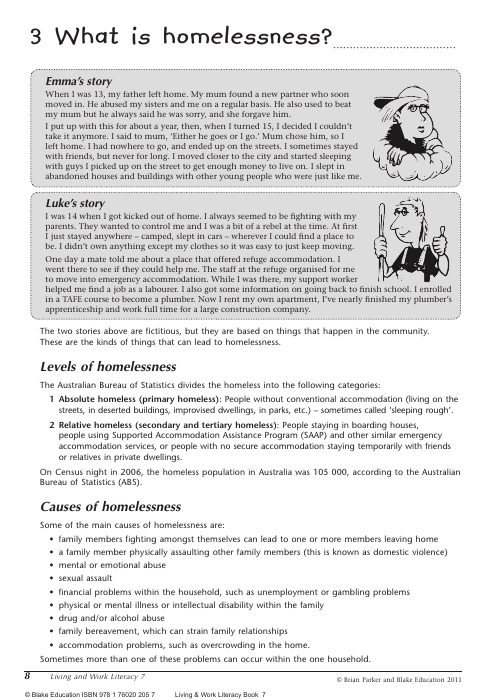 3 What is homelessness?
Emma's story
When I was 13, my father left home. My mum found a new partner who soon
moved in. He abused my sisters and me on a regular basis. He also used to beat
my mum but he always said he was sorry, and she forgave him.
I put up with this for about a year, then, when I turned 15, I decided I couldn't
take it anymore. I said to mum, 'Either he goes or I go.' Mum chose him, so I
left home. I had nowhere to go, and ended up on the streets. I sometimes stayed
with friends, but never for long. I moved closer to the city and started sleeping
with guys I picked up on the street to get enough money to live on. I slept in
abandoned houses and buildings with other young people who were just like me.
Luke's story
I was 14 when I got kicked out of home. I always seemed to be fighting with my
parents. They wanted to control me and I was a bit of a rebel at the time. At first
I just stayed anywhere – camped, slept in cars – wherever I could find a place to
be. I didn't own anything except my clothes so it was easy to just keep moving.
One day a mate told me about a place that offered refuge accommodation. I
went there to see if they could help me. The staff at the refuge organised for me
to move into emergency accommodation. While I was there, my support worker
helped me find a job as a labourer. I also got some information on going back to finish school. I enrolled
in a TAFE course to become a plumber. Now I rent my own apartment, I've nearly finished my plumber's
apprenticeship and work full time for a large construction company.
The two stories above are fictitious, but they are based on things that happen in the community.
These are the kinds of things that can lead to homelessness.
Levels of homelessness
The Australian Bureau of Statistics divides the homeless into the following categories:
1 Absolute homeless (primary homeless): People without conventional accommodation (living on the
streets, in deserted buildings, improvised dwellings, in parks, etc.) – sometimes called 'sleeping rough'.
2 Relative homeless (secondary and tertiary homeless): People staying in boarding houses,
people using Supported Accommodation Assistance Program (SAAP) and other similar emergency
accommodation services, or people with no secure accommodation staying temporarily with friends
or relatives in private dwellings.
On Census night in 2006, the homeless population in Australia was 105 000, according to the Australian
Bureau of Statistics (ABS).
Causes of homelessness
Some of the main causes of homelessness are:
• family members fighting amongst themselves can lead to one or more members leaving home
• a family member physically assaulting other family members (this is known as domestic violence)
• mental or emotional abuse
• sexual assault
• financial problems within the household, such as unemployment or gambling problems
• physical or mental illness or intellectual disability within the family
• drug and/or alcohol abuse
• family bereavement, which can strain family relationships
• accommodation problems, such as overcrowding in the home.
Sometimes more than one of these problems can occur within the one household.
8 Living and Work Literacy 7
© Brian Parker and Blake Education 2011
© Blake Education ISBN 978 1 76020 205 7 Living & Work Literacy Book 7